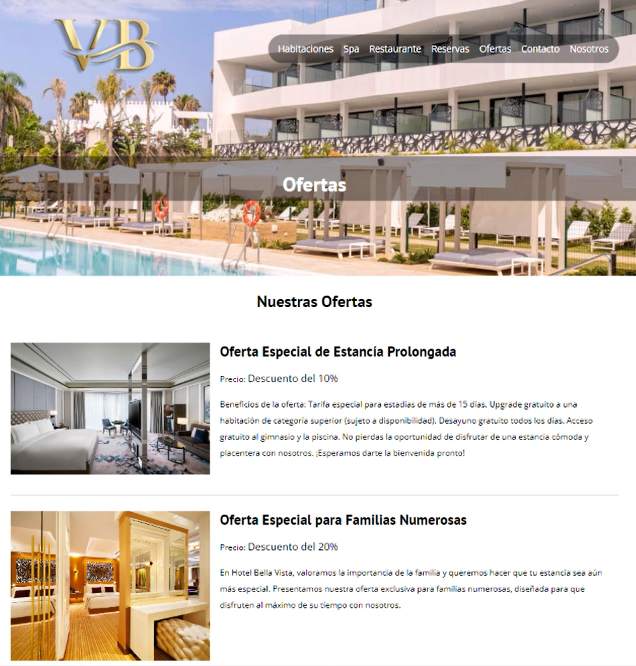 VB
Habitaciones Spa Restaurante Reservas Ofertas Contacto Nosotros
Ofertas
Nuestras Ofertas
Oferta Especial de Estancía Prolongada
Precio: Descuento del 10%
Beneficios de la oferta: Tarifa especial para estadías de más de 15 días. Upgrade gratuito a una
habitación de categoría superior (sujeto a disponibilidad). Desayuno gratuito todos los días. Acceso
gratuito al gimnasio y la piscina. No pierdas la oportunidad de disfrutar de una estancia cómoda y
placentera con nosotros. ¡Esperamos darte la bienvenida pronto!
Oferta Especial para Familias Numerosas
Precio: Descuento del 20%
En Hotel Bella Vista, valoramos la importancia de la familia y queremos hacer que tu estancia sea aún
más especial. Presentamos nuestra oferta exclusiva para familias numerosas, diseñada para que
disfruten al máximo de su tiempo con nosotros.